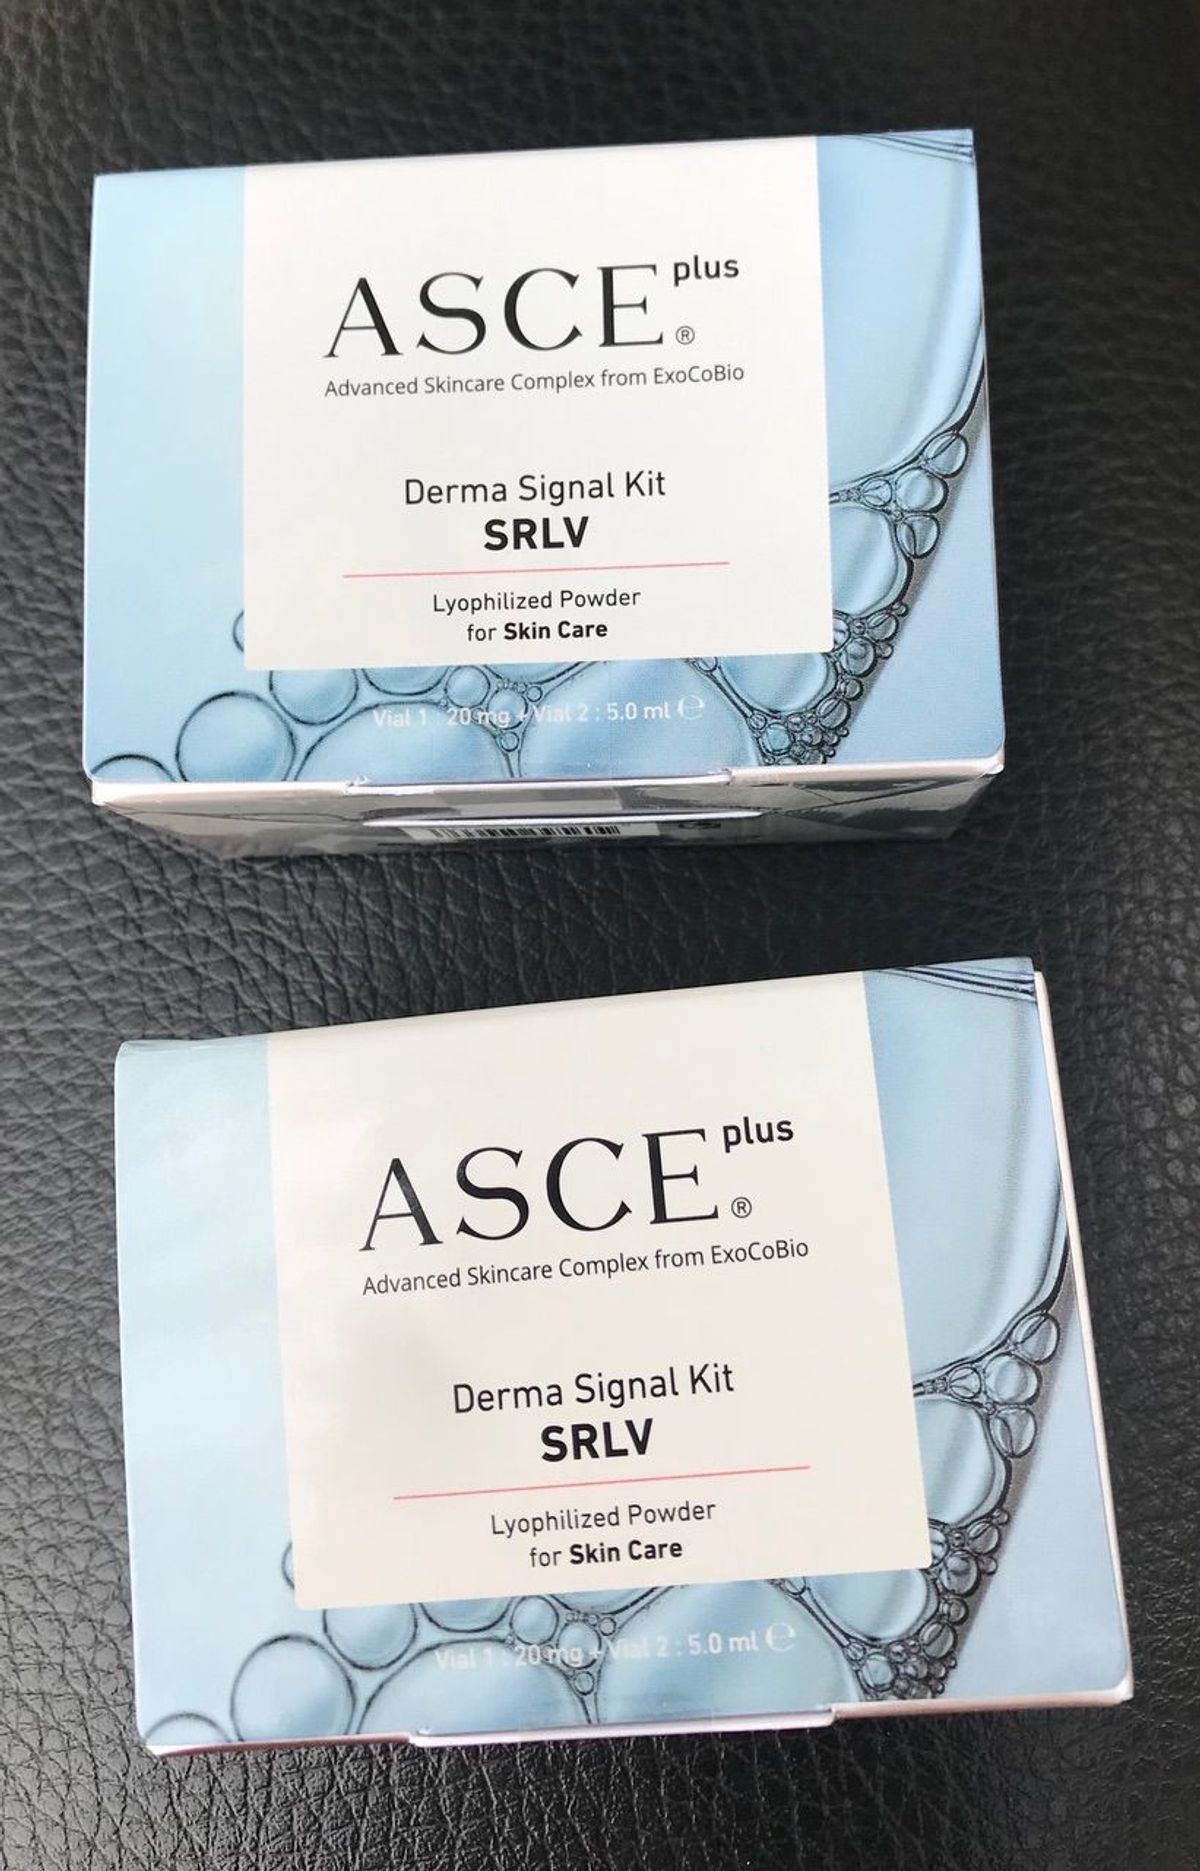 ASCE plus ®
Advanced Skincare Complex from ExoCoBio
Derma Signal Kit
SRLV
Lyophilized Powder
for Skin Care
Vial 1 : 20 mg + Vial 2 : 5.0 ml ℮
ASCE plus ®
Advanced Skincare Complex from ExoCoBio
Derma Signal Kit
SRLV
Lyophilized Powder
for Skin Care
Vial 1 : 20 mg + Vial 2 : 5.0 ml ℮